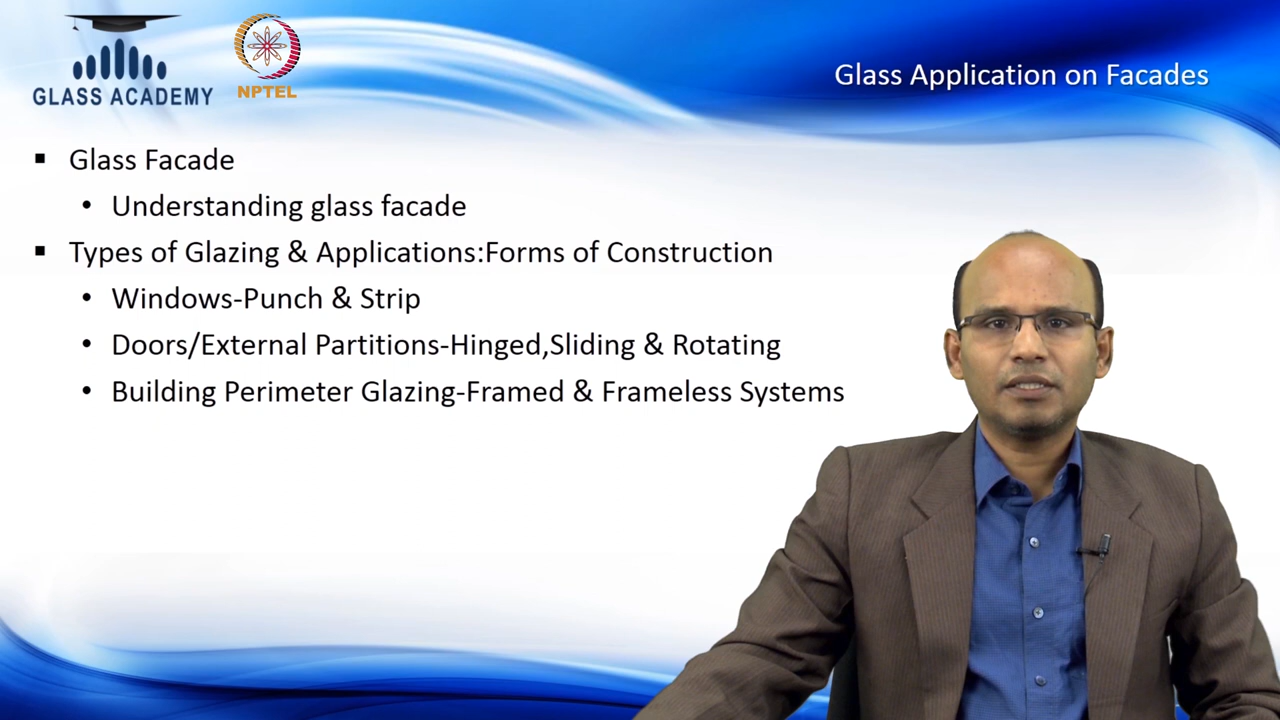 GLASS ACADEMY
NPTEL
Glass Application on Facades
Glass Facade
Understanding glass facade
Types of Glazing & Applications:Forms of Construction
Windows-Punch & Strip
Doors/External Partitions-Hinged,Sliding & Rotating
Building Perimeter Glazing-Framed & Frameless Systems